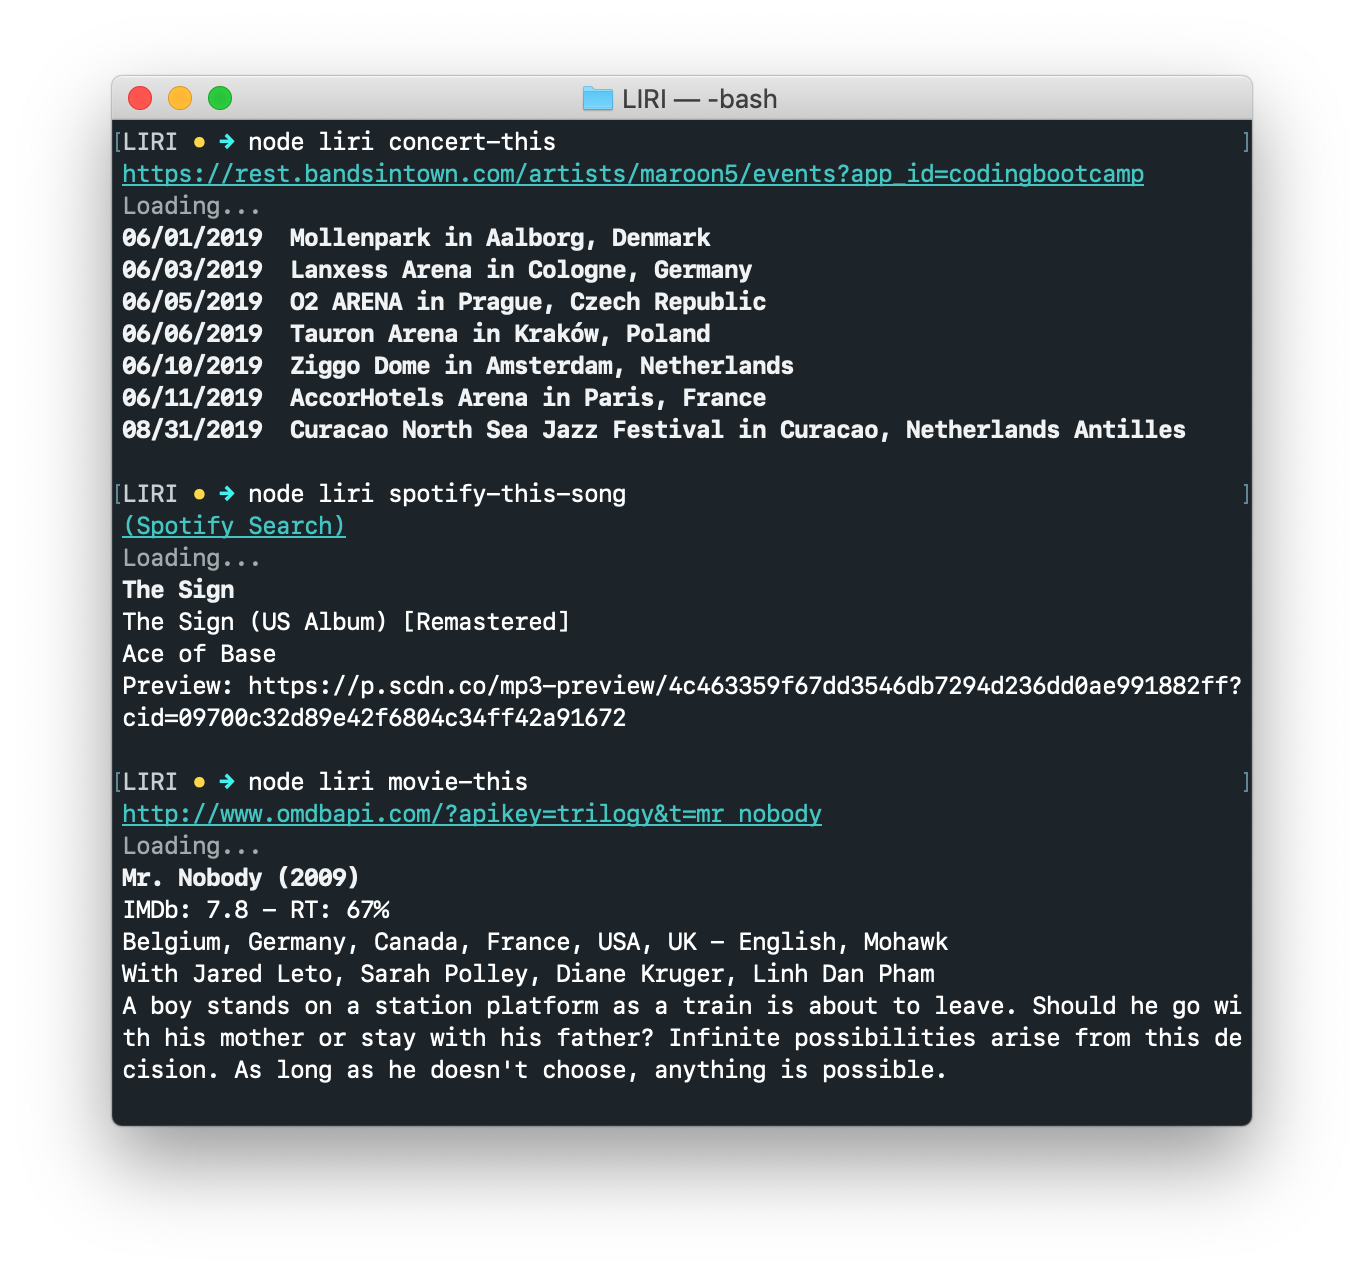 LIRI — -bash
[LIRI ● → node liri concert-this ]
https://rest.bandsintown.com/artists/maroon5/events?app_id=codingbootcamp
Loading...
06/01/2019  Mollenpark in Aalborg, Denmark
06/03/2019  Lanxess Arena in Cologne, Germany
06/05/2019  O2 ARENA in Prague, Czech Republic
06/06/2019  Tauron Arena in Kraków, Poland
06/10/2019  Ziggo Dome in Amsterdam, Netherlands
06/11/2019  AccorHotels Arena in Paris, France
08/31/2019  Curacao North Sea Jazz Festival in Curacao, Netherlands Antilles
[LIRI ● → node liri spotify-this-song ]
(Spotify Search)
Loading...
The Sign
The Sign (US Album) [Remastered]
Ace of Base
Preview: https://p.scdn.co/mp3-preview/4c463359f67dd3546db7294d236dd0ae991882ff?
cid=09700c32d89e42f6804c34ff42a91672
[LIRI ● → node liri movie-this ]
http://www.omdbapi.com/?apikey=trilogy&t=mr nobody
Loading...
Mr. Nobody (2009)
IMDb: 7.8 – RT: 67%
Belgium, Germany, Canada, France, USA, UK – English, Mohawk
With Jared Leto, Sarah Polley, Diane Kruger, Linh Dan Pham
A boy stands on a station platform as a train is about to leave. Should he go wi
th his mother or stay with his father? Infinite possibilities arise from this de
cision. As long as he doesn't choose, anything is possible.